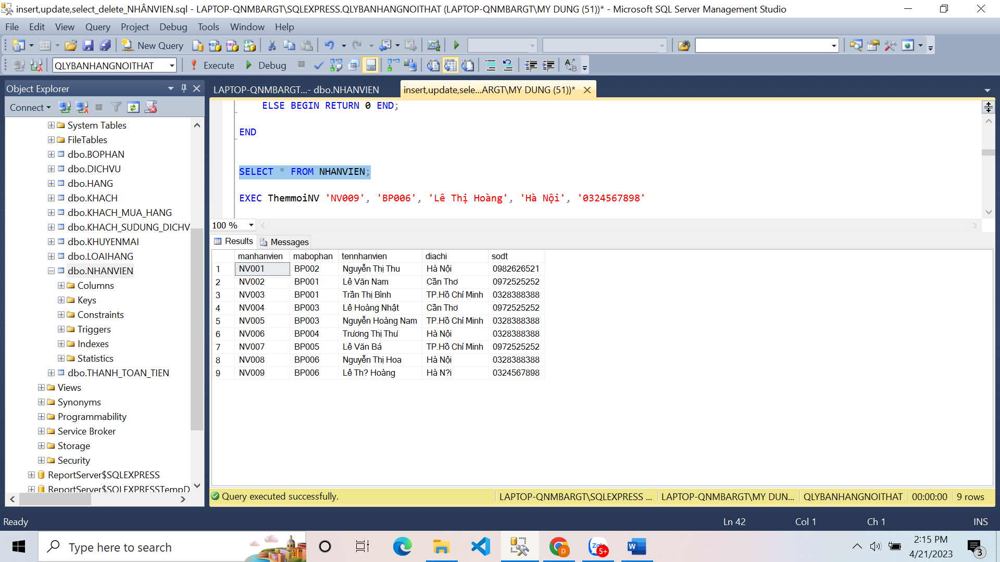 insert,update,select_delete_NHÂNVIEN.sql - LAPTOP-QNMBARGT\SQLEXPRESS.QLYBANHANGNOITHAT (LAPTOP-QNMBARGT\MY DUNG (51))* - Microsoft SQL Server Management Studio
File Edit View Query Project Debug Tools Window Help
New Query
QLYBANHANGNOITHAT Execute Debug
Object Explorer
Connect
System Tables
FileTables
dbo.BOPHAN
dbo.DICHVU
dbo.HANG
dbo.KHACH
dbo.KHACH_MUA_HANG
dbo.KHACH_SUDUNG_DICHV
dbo.KHUYENMAI
dbo.LOAIHANG
dbo.NHANVIEN
Columns
Keys
Constraints
Triggers
Indexes
Statistics
dbo.THANH_TOAN_TIEN
Views
Synonyms
Programmability
Service Broker
Storage
Security
ReportServer$SQLEXPRESS
ReportServer$SQLEXPRESSTempD
LAPTOP-QNMBARGT...- dbo.NHANVIEN insert,update,sele...ARGT\MY DUNG (51))*
ELSE BEGIN RETURN 0 END;
END
SELECT * FROM NHANVIEN;
EXEC ThemmoiNV 'NV009', 'BP006', 'Lê Thị Hoàng', 'Hà Nội', '0324567898'
100 %
Results Messages
manhanvien mabophan tennhanvien diachi sodt
1 NV001 BP002 Nguyễn Thị Thu Hà Nội 0982626521
2 NV002 BP001 Lê Văn Nam Cần Thơ 0972525252
3 NV003 BP001 Trần Thị Bình TP.Hồ Chí Minh 0328388388
4 NV004 BP003 Lê Hoàng Nhật Cần Thơ 0972525252
5 NV005 BP003 Nguyễn Hoàng Nam TP.Hồ Chí Minh 0328388388
6 NV006 BP004 Trương Thị Thư Hà Nội 0328388388
7 NV007 BP005 Lê Văn Bá TP.Hồ Chí Minh 0972525252
8 NV008 BP006 Nguyễn Thị Hoa Hà Nội 0328388388
9 NV009 BP006 Lê Th? Hoàng Hà N?i 0324567898
Query executed successfully. LAPTOP-QNMBARGT\SQLEXPRESS ... LAPTOP-QNMBARGT\MY DUN... QLYBANHANGNOITHAT 00:00:00 9 rows
Ready Ln 42 Col 1 Ch 1 INS
Type here to search
D
Zalo 5+
W
2:15 PM
4/21/2023
3